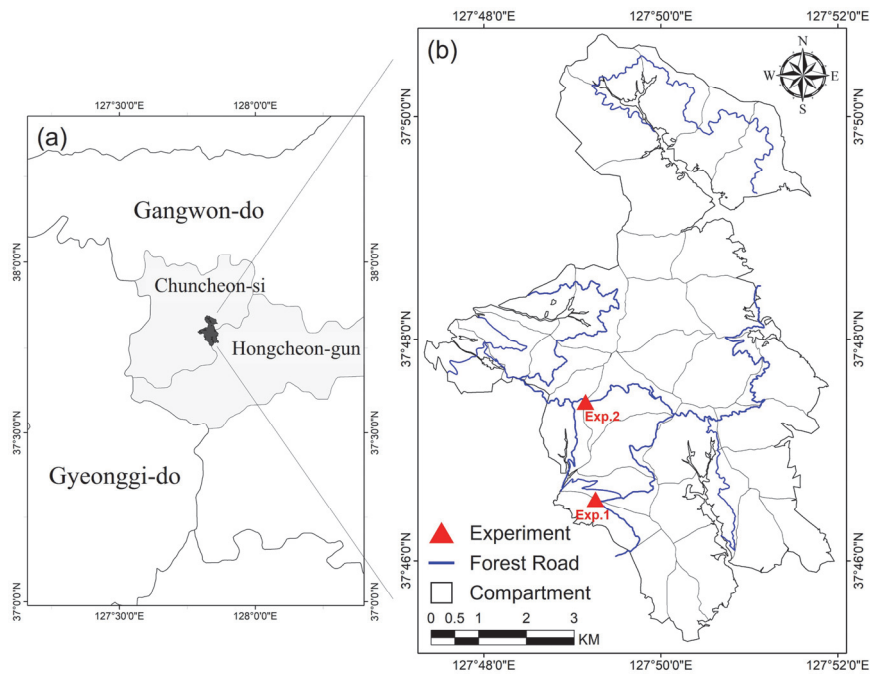 127°48'0"E
127°50'0"E
127°52'0"E
(b)
N
W
E
S
127°30'0"E
128°0'0"E
(a)
37°50'0"N
37°50'0"N
Gangwon-do
38°0'0"N
38°0'0"N
Chuncheon-si
Hongcheon-gun
37°48'0"N
37°48'0"N
Exp.2
37°30'0"N
37°30'0"N
Gyeonggi-do
Exp.1
Experiment
Forest Road
Compartment
37°46'0"N
37°46'0"N
0 0.5 1 2 3
KM
37°0'0"N
37°0'0"N
127°30'0"E
128°0'0"E
127°48'0"E
127°50'0"E
127°52'0"E